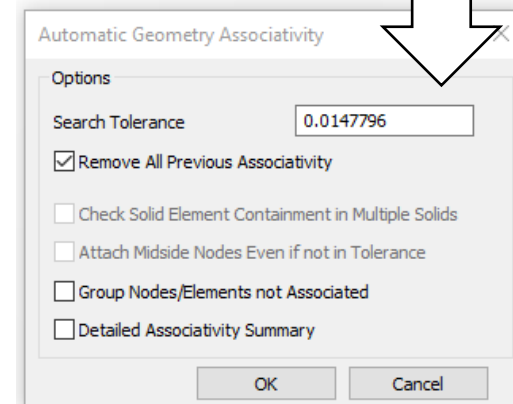 Automatic Geometry Associativity
Options
Search Tolerance 0.0147796
Remove All Previous Associativity
Check Solid Element Containment in Multiple Solids
Attach Midside Nodes Even if not in Tolerance
Group Nodes/Elements not Associated
Detailed Associativity Summary
OK Cancel